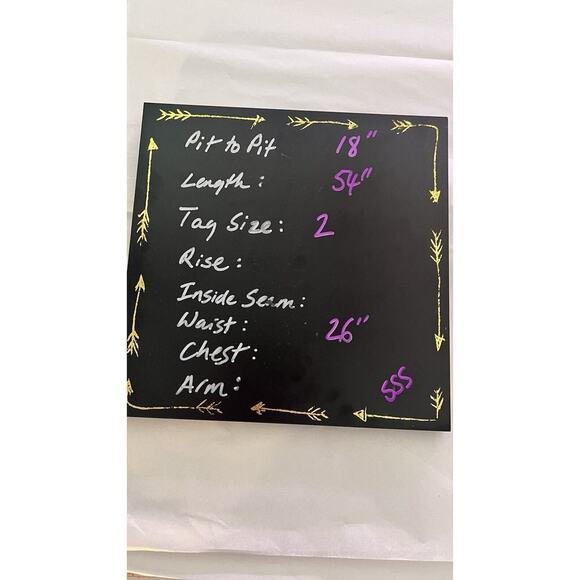 Pit to Pit 18"
Length: 54"
Tag Size: 2
Rise:
Inside Seam:
Waist: 26"
Chest:
Arm: 555